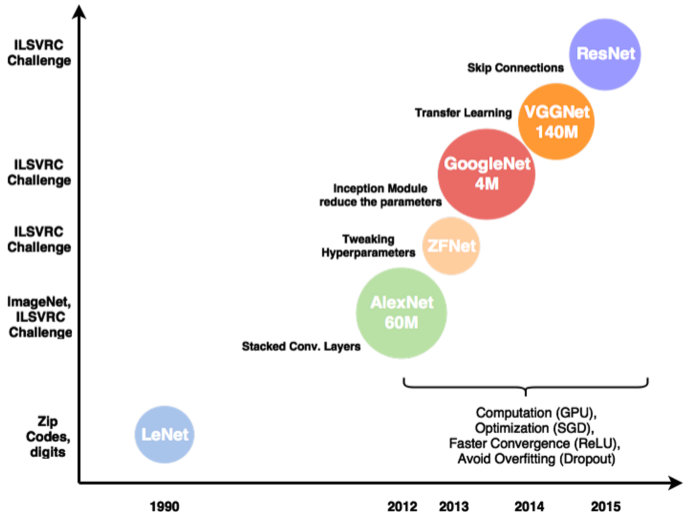 ILSVRC
Challenge
ResNet
Skip Connections
Transfer Learning
VGGNet
140M
ILSVRC
Challenge
GoogleNet
4M
Inception Module
reduce the parameters
ILSVRC
Challenge
Tweaking
Hyperparameters
ZFNet
ImageNet,
ILSVRC
Challenge
AlexNet
60M
Stacked Conv. Layers
Zip
Codes,
digits
LeNet
Computation (GPU),
Optimization (SGD),
Faster Convergence (ReLU),
Avoid Overfitting (Dropout)
1990
2012
2013
2014
2015